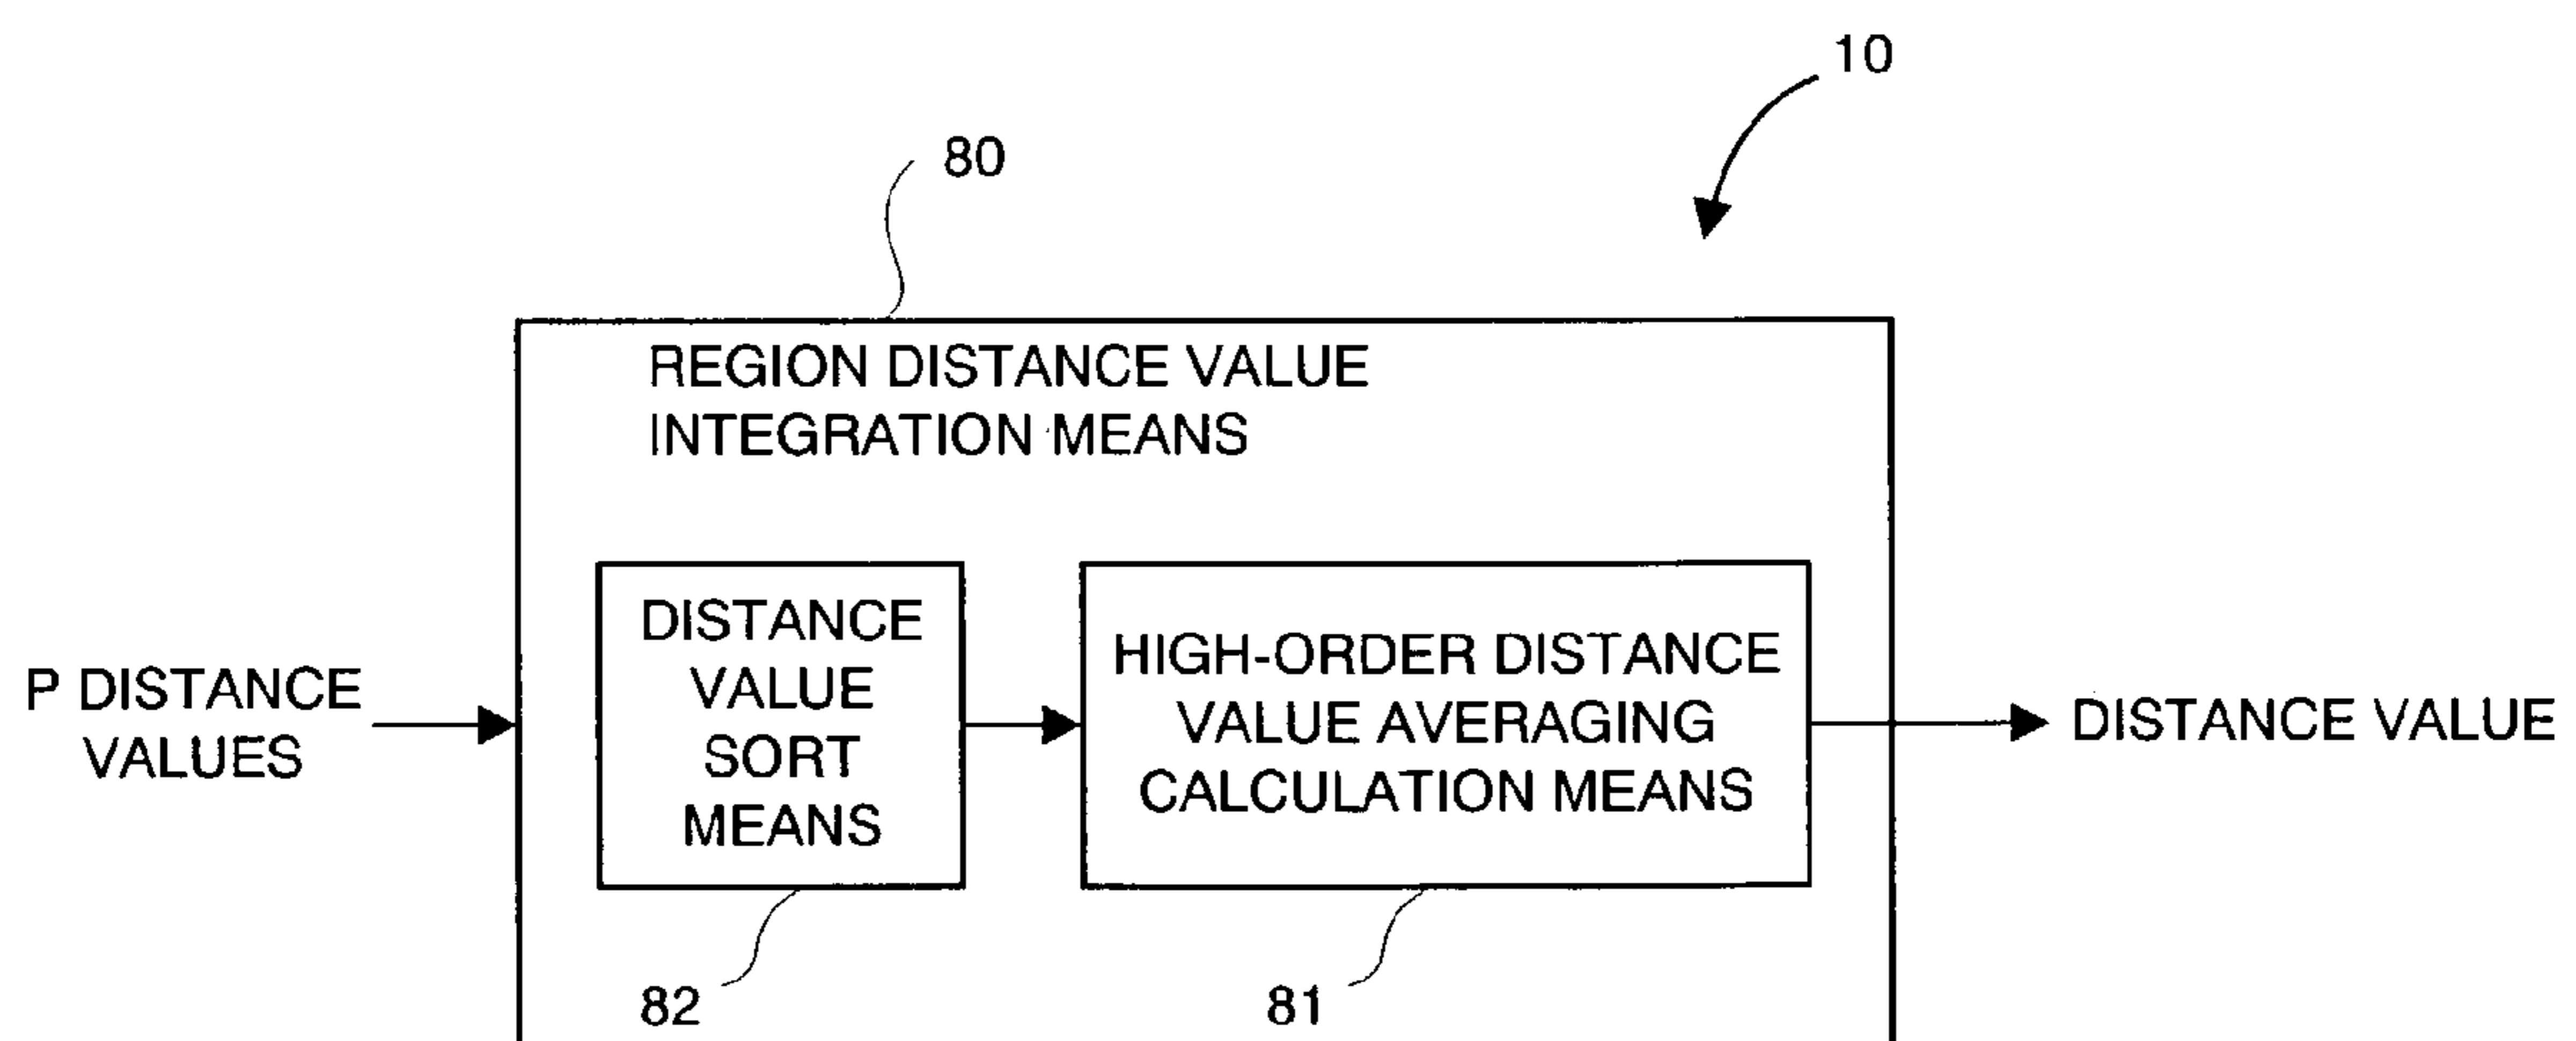 10
80
REGION DISTANCE VALUE
INTEGRATION MEANS
P DISTANCE
VALUES
DISTANCE
VALUE
SORT
MEANS
HIGH-ORDER DISTANCE
VALUE AVERAGING
CALCULATION MEANS
DISTANCE VALUE
82
81